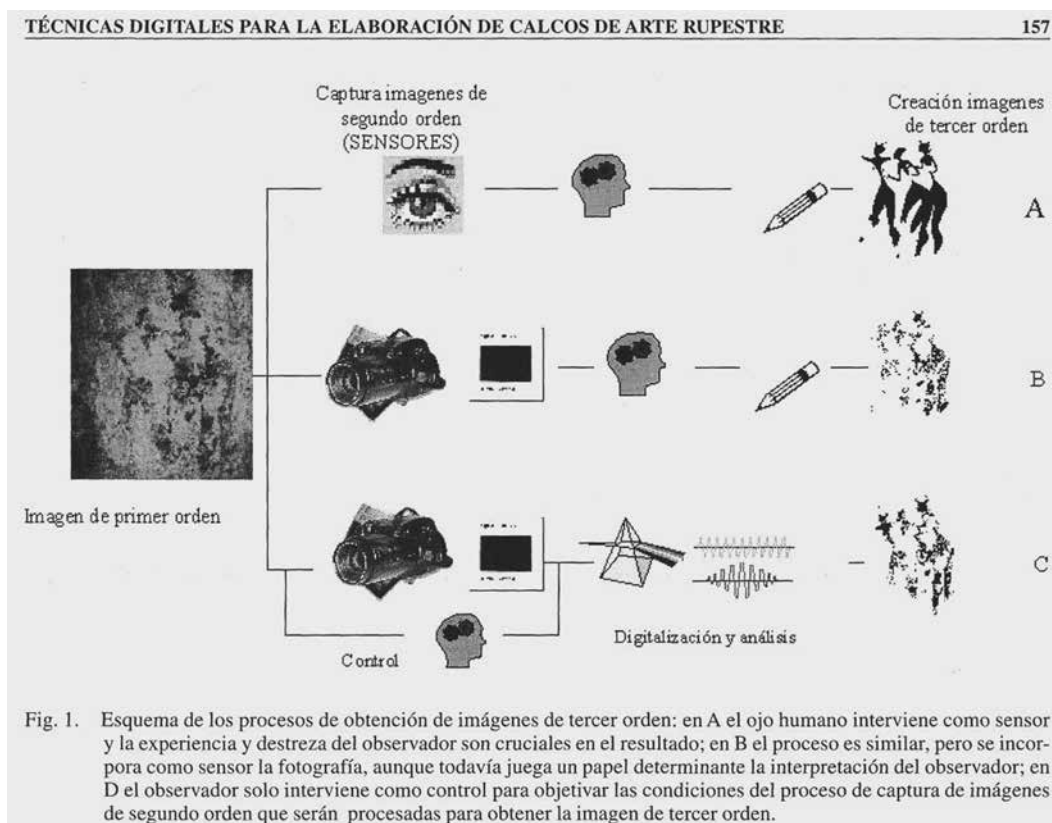 TÉCNICAS DIGITALES PARA LA ELABORACIÓN DE CALCOS DE ARTE RUPESTRE 157
Captura imagenes de
segundo orden
(SENSORES)
Creación imagenes
de tercer orden
A
B
Imagen de primer orden
C
Control
Digitalización y análisis
Fig. 1. Esquema de los procesos de obtención de imágenes de tercer orden: en A el ojo humano interviene como sensor
y la experiencia y destreza del observador son cruciales en el resultado; en B el proceso es similar, pero se incor-
pora como sensor la fotografía, aunque todavía juega un papel determinante la interpretación del observador; en
D el observador solo interviene como control para objetivar las condiciones del proceso de captura de imágenes
de segundo orden que serán procesadas para obtener la imagen de tercer orden.